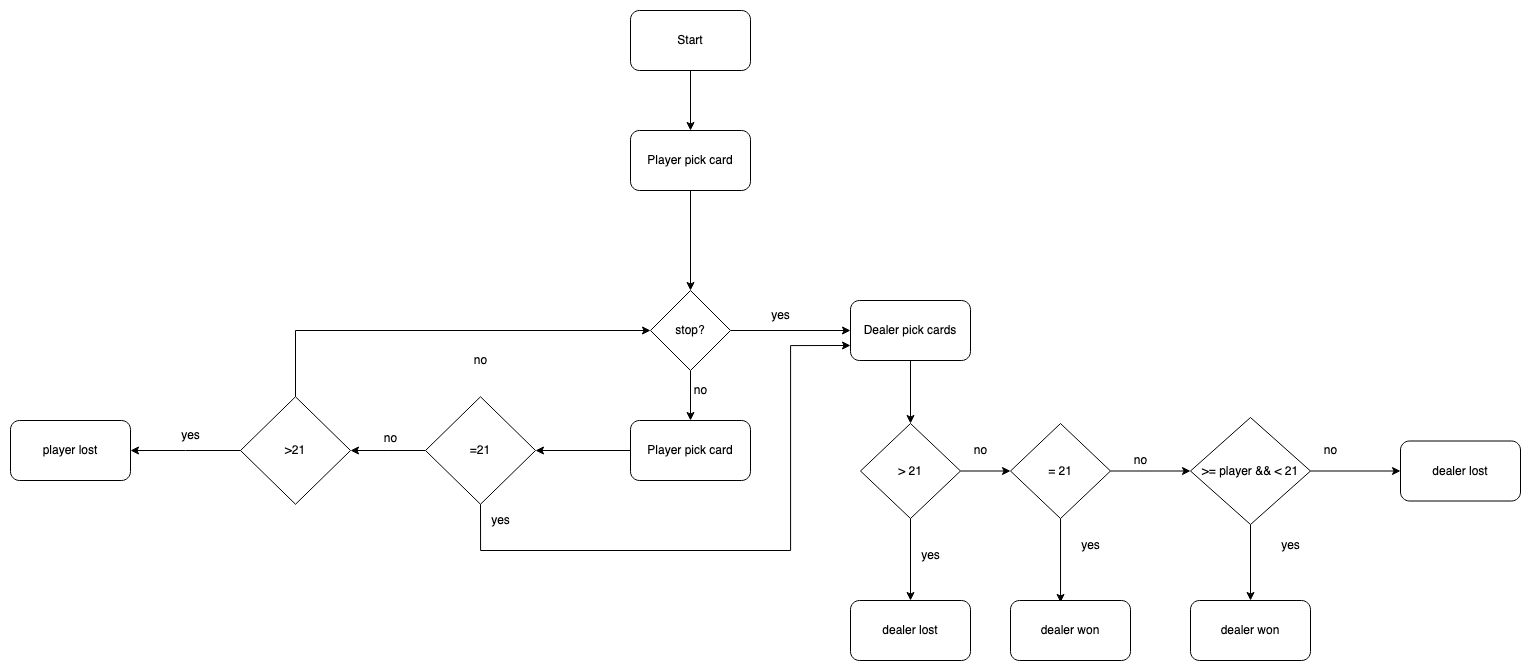 Start
Player pick card
stop?
yes
Dealer pick cards
no
no
player lost
yes
>21
no
=21
Player pick card
yes
> 21
no
= 21
no
>= player && < 21
no
dealer lost
yes
yes
yes
dealer lost
dealer won
dealer won